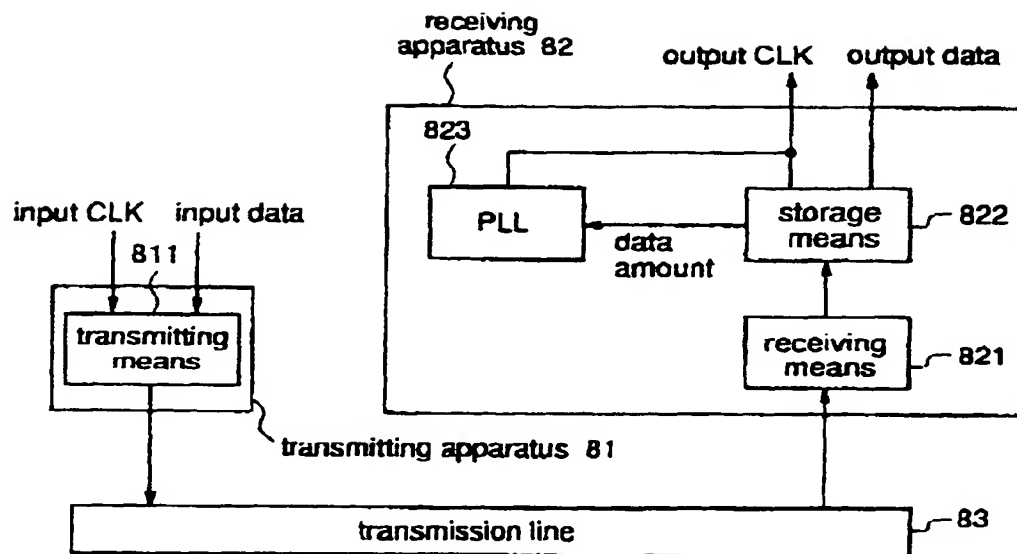 receiving
apparatus 82
output CLK
output data
823
PLL
data
amount
storage
means
822
input CLK
input data
811
transmitting
means
receiving
means
821
transmitting apparatus 81
transmission line
83